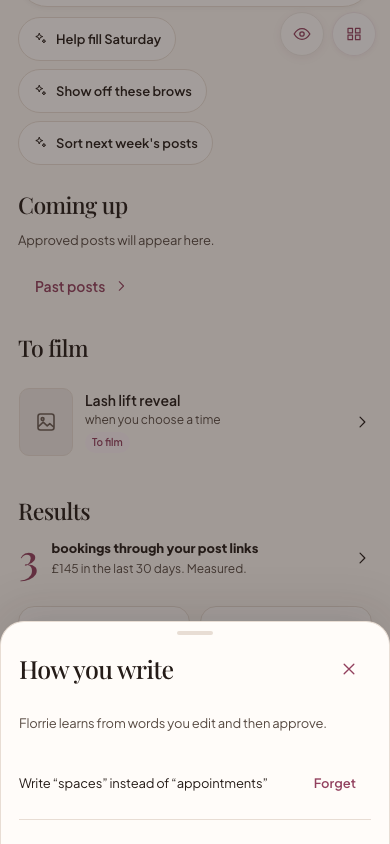 Help fill Saturday
Show off these brows
Sort next week's posts
Coming up
Approved posts will appear here.
Past posts
To film
Lash lift reveal
when you choose a time
To film
Results
3
bookings through your post links
£145 in the last 30 days. Measured.
How you write
Florrie learns from words you edit and then approve.
Write “spaces” instead of “appointments”
Forget